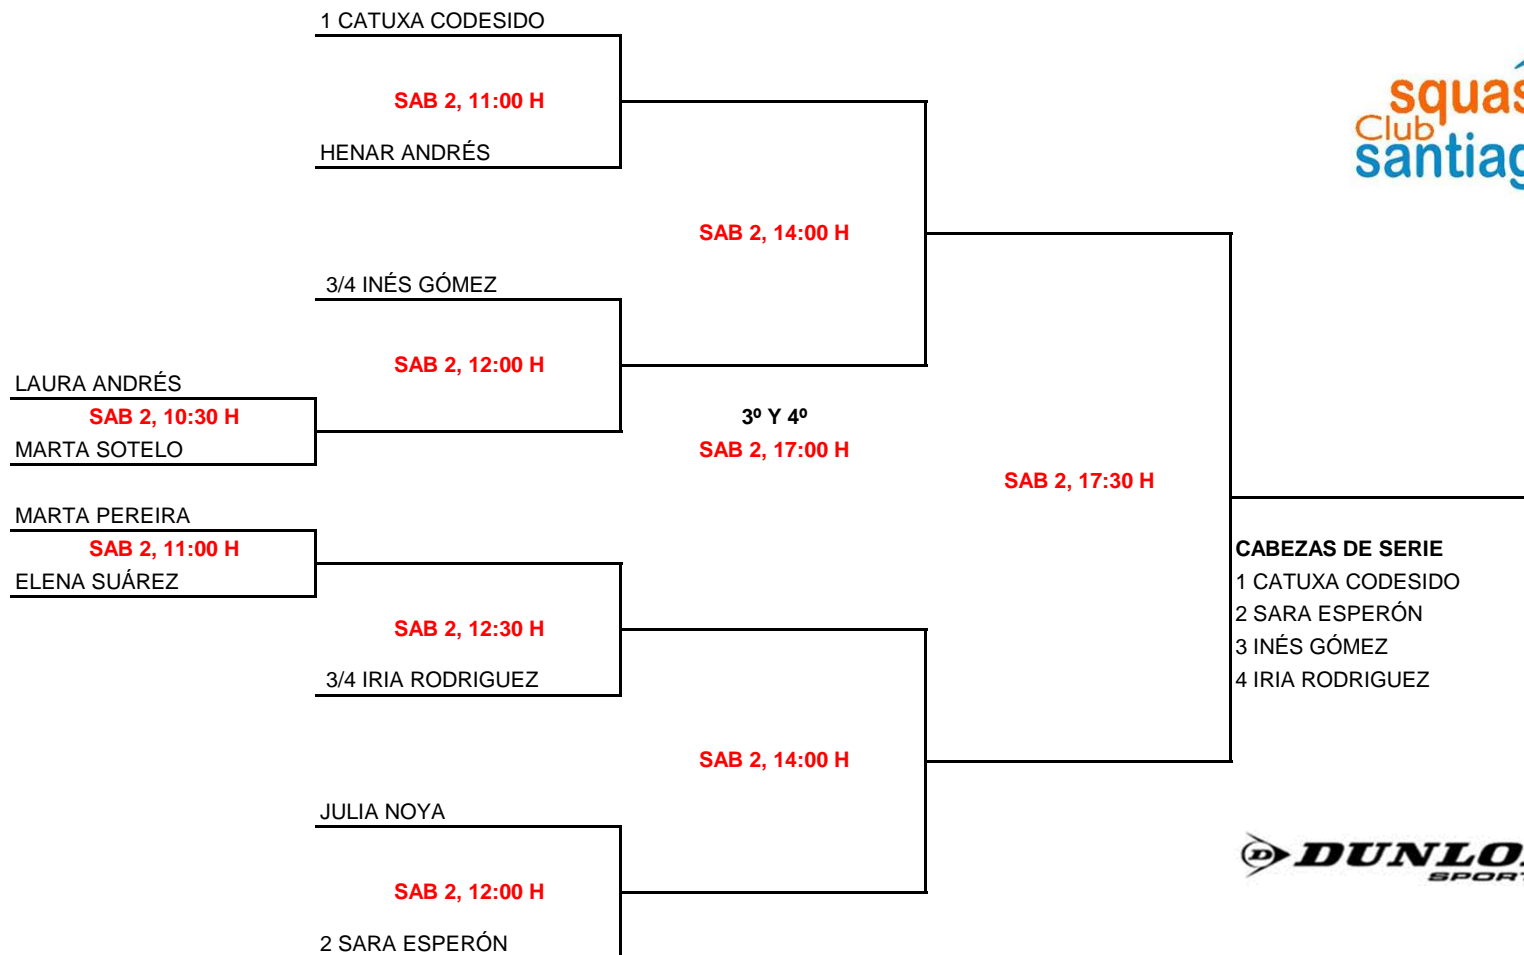 1 CATUXA CODESIDO
SAB 2, 11:00 H
HENAR ANDRÉS
squas
Club
santiag
SAB 2, 14:00 H
3/4 INÉS GÓMEZ
SAB 2, 12:00 H
LAURA ANDRÉS
SAB 2, 10:30 H
MARTA SOTELO
3º Y 4º
SAB 2, 17:00 H
SAB 2, 17:30 H
MARTA PEREIRA
SAB 2, 11:00 H
ELENA SUÁREZ
CABEZAS DE SERIE
1 CATUXA CODESIDO
2 SARA ESPERÓN
3 INÉS GÓMEZ
4 IRIA RODRIGUEZ
SAB 2, 12:30 H
3/4 IRIA RODRIGUEZ
SAB 2, 14:00 H
JULIA NOYA
SAB 2, 12:00 H
2 SARA ESPERÓN
DUNLO
SPORT